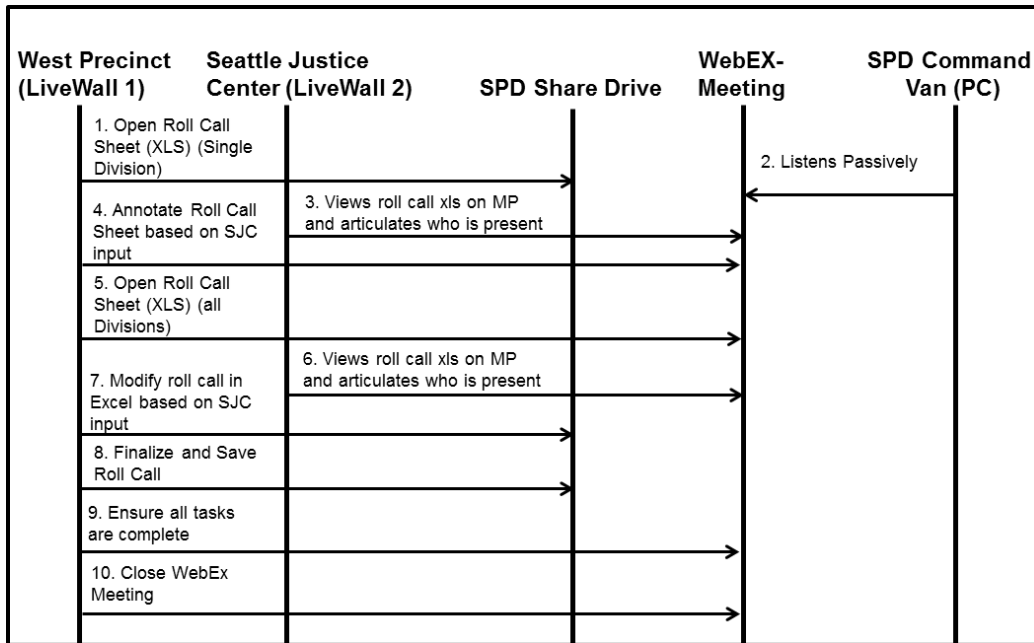 West Precinct
(LiveWall 1)
Seattle Justice
Center (LiveWall 2)
SPD Share Drive
WebEX-
Meeting
SPD Command
Van (PC)
1. Open Roll Call
Sheet (XLS) (Single
Division)
2. Listens Passively
3. Views roll call xls on MP
and articulates who is present
4. Annotate Roll Call
Sheet based on SJC
input
5. Open Roll Call
Sheet (XLS) (all
Divisions)
6. Views roll call xls on MP
and articulates who is present
7. Modify roll call in
Excel based on SJC
input
8. Finalize and Save
Roll Call
9. Ensure all tasks
are complete
10. Close WebEx
Meeting